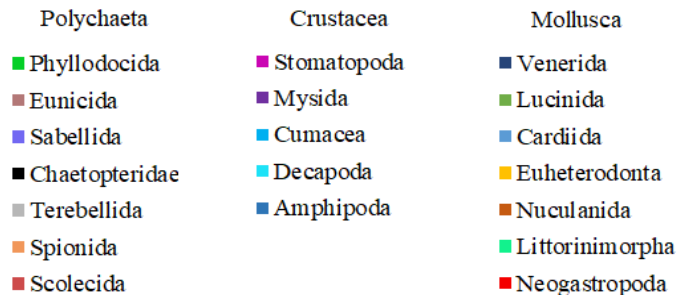 Polychaeta
Phyllodocida
Eunicida
Sabellida
Chaetopteridae
Terebellida
Spionida
Scolecida
Crustacea
Stomatopoda
Mysida
Cumacea
Decapoda
Amphipoda
Mollusca
Venerida
Lucinida
Cardiida
Euheterodonta
Nuculanida
Littorinimorpha
Neogastropoda